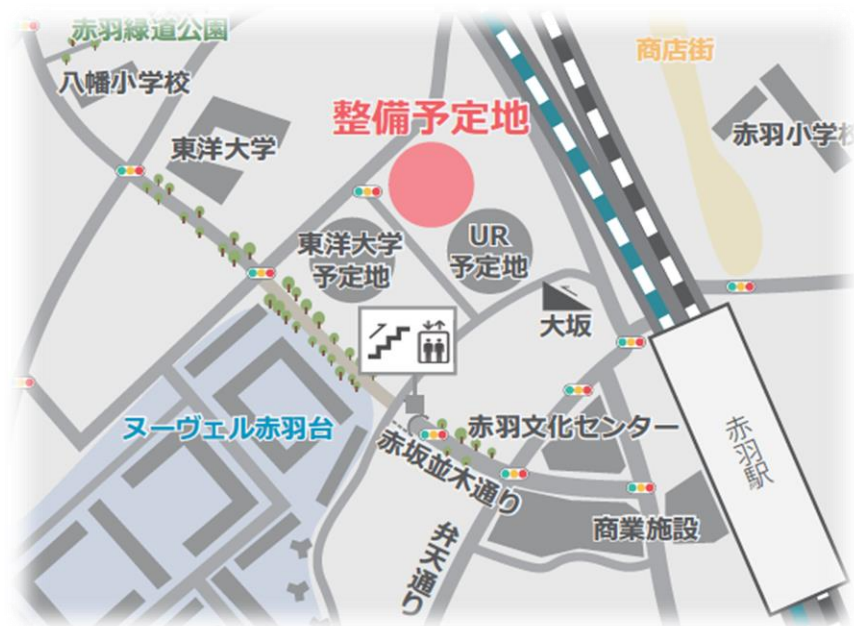 赤羽緑道公園
八幡小学校
商店街
整備予定地
東洋大学
赤羽小学校
東洋大学
予定地
UR
予定地
大坂
ヌーヴェル赤羽台
赤羽文化センター
赤坂並木通り
赤羽駅
商業施設
弁天通り